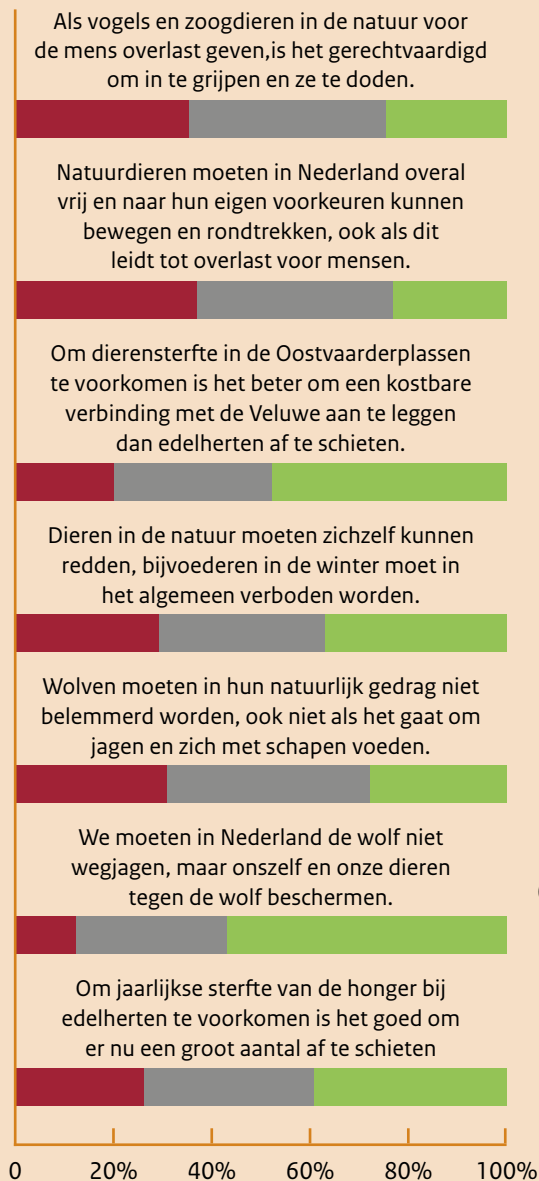 Als vogels en zoogdieren in de natuur voor
de mens overlast geven,is het gerechtvaardigd
om in te grijpen en ze te doden.
Natuurdieren moeten in Nederland overal
vrij en naar hun eigen voorkeuren kunnen
bewegen en rondtrekken, ook als dit
leidt tot overlast voor mensen.
Om dierensterfte in de Oostvaarderplassen
te voorkomen is het beter om een kostbare
verbinding met de Veluwe aan te leggen
dan edelherten af te schieten.
Dieren in de natuur moeten zichzelf kunnen
redden, bijvoederen in de winter moet in
het algemeen verboden worden.
Wolven moeten in hun natuurlijk gedrag niet
belemmerd worden, ook niet als het gaat om
jagen en zich met schapen voeden.
We moeten in Nederland de wolf niet
wegjagen, maar onszelf en onze dieren
tegen de wolf beschermen.
Om jaarlijkse sterfte van de honger bij
edelherten te voorkomen is het goed om
er nu een groot aantal af te schieten
0 20% 40% 60% 80% 100%